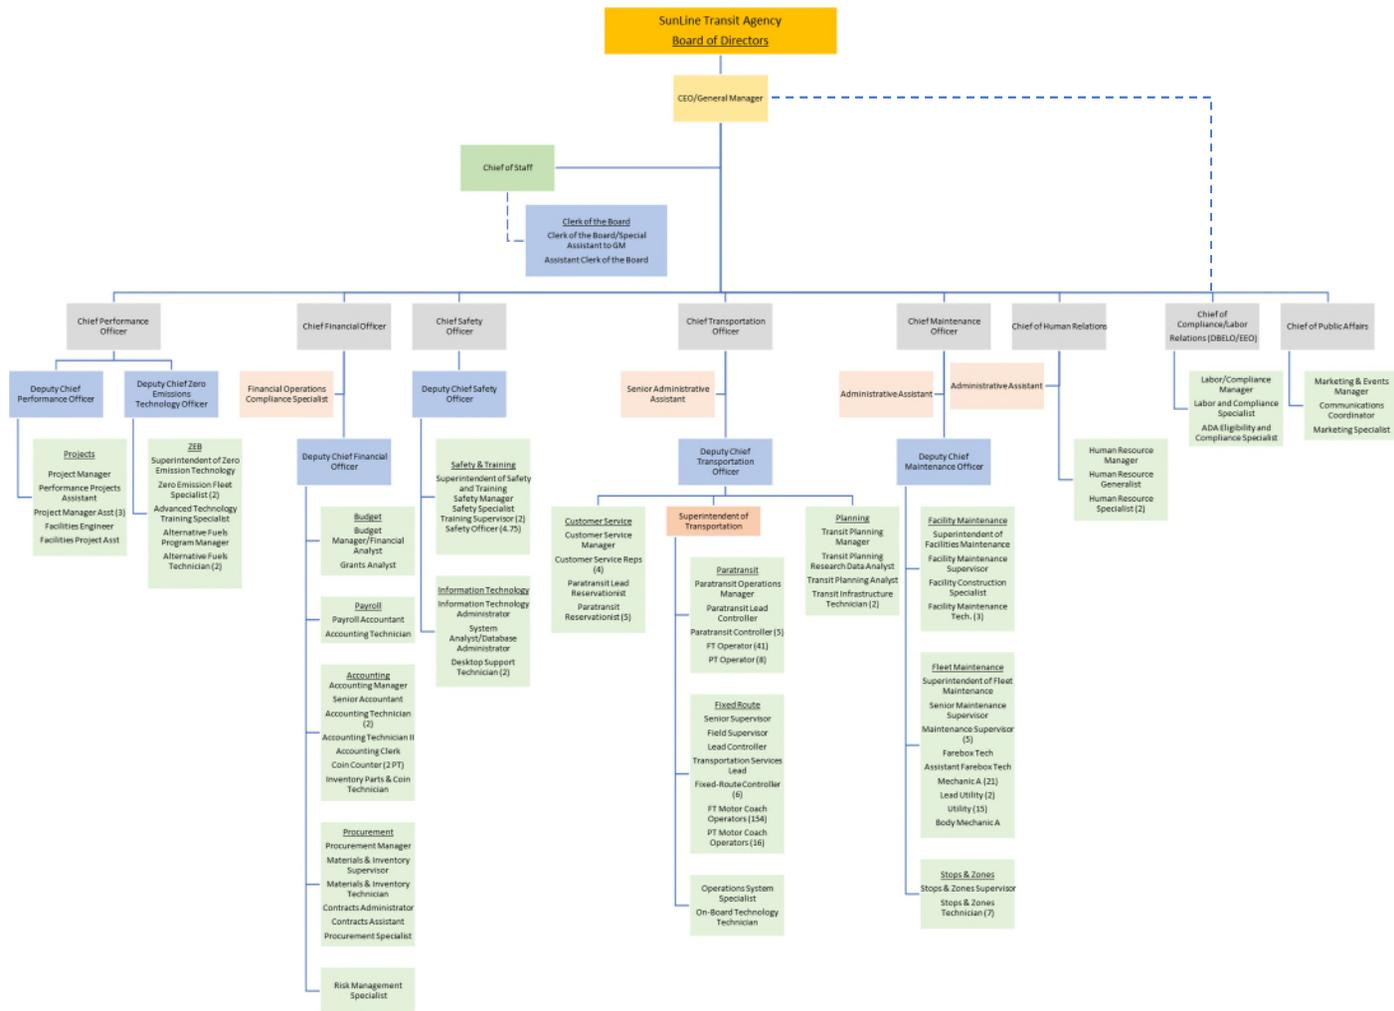 SunLine Transit Agency
Board of Directors
CEO/General Manager
Chief of Staff
Clerk of the Board
Clerk of the Board/Special
Assistant to GM
Assistant Clerk of the Board
Chief Performance
Officer
Chief Financial Officer
Chief Safety
Officer
Chief Transportation
Officer
Chief Maintenance
Officer
Chief of Human Relations
Chief of
Compliance/Labor
Relations (DBELO/EEO)
Chief of Public Affairs
Deputy Chief
Performance Officer
Deputy Chief Zero
Emissions
Technology Officer
Financial Operations
Compliance Specialist
Deputy Chief Safety
Officer
Senior Administrative
Assistant
Administrative Assistant
Administrative Assistant
Labor/Compliance
Manager
Labor and Compliance
Specialist
ADA Eligibility and
Compliance Specialist
Marketing & Events
Manager
Communications
Coordinator
Marketing Specialist
Projects
Project Manager
Performance Projects
Assistant
Project Manager Asst (3)
Facilities Engineer
Facilities Project Asst
ZEB
Superintendent of Zero
Emission Technology
Zero Emission Fleet
Specialist (2)
Advanced Technology
Training Specialist
Alternative Fuels
Program Manager
Alternative Fuels
Technician (2)
Deputy Chief Financial
Officer
Budget
Budget
Manager/Financial
Analyst
Grants Analyst
Payroll
Payroll Accountant
Accounting Technician
Accounting
Accounting Manager
Senior Accountant
Accounting Technician
(2)
Accounting Technician II
Accounting Clerk
Coin Counter (2 PT)
Inventory Parts & Coin
Technician
Procurement
Procurement Manager
Materials & Inventory
Supervisor
Materials & Inventory
Technician
Contracts Administrator
Contracts Assistant
Procurement Specialist
Risk Management
Specialist
Safety & Training
Superintendent of Safety
and Training
Safety Manager
Safety Specialist
Training Supervisor (2)
Safety Officer (4.75)
Information Technology
Information Technology
Administrator
System
Analyst/Database
Administrator
Desktop Support
Technician (2)
Deputy Chief
Transportation
Officer
Customer Service
Customer Service
Manager
Customer Service Reps
(4)
Paratransit Lead
Reservationist
Paratransit
Reservationist (5)
Superintendent of
Transportation
Paratransit
Paratransit Operations
Manager
Paratransit Lead
Controller
Paratransit Controller (5)
FT Operator (41)
PT Operator (8)
Fixed Route
Senior Supervisor
Field Supervisor
Lead Controller
Transportation Services
Lead
Fixed-Route Controller
(6)
FT Motor Coach
Operators (154)
PT Motor Coach
Operators (16)
Operations System
Specialist
On-Board Technology
Technician
Planning
Transit Planning
Manager
Transit Planning
Research Data Analyst
Transit Planning Analyst
Transit Infrastructure
Technician (2)
Deputy Chief
Maintenance Officer
Facility Maintenance
Superintendent of
Facilities Maintenance
Facility Maintenance
Supervisor
Facility Construction
Specialist
Facility Maintenance
Tech. (3)
Fleet Maintenance
Superintendent of Fleet
Maintenance
Senior Maintenance
Supervisor
Maintenance Supervisor
(5)
Farebox Tech
Assistant Farebox Tech
Mechanic A (21)
Lead Utility (2)
Utility (15)
Body Mechanic A
Stops & Zones
Stops & Zones Supervisor
Stops & Zones
Technician (7)
Human Resource
Manager
Human Resource
Generalist
Human Resource
Specialist (2)